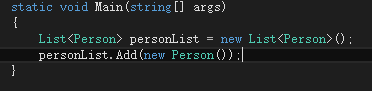 static void Main(string[] args)
{
List<Person> personList = new List<Person>();
personList.Add(new Person());
}